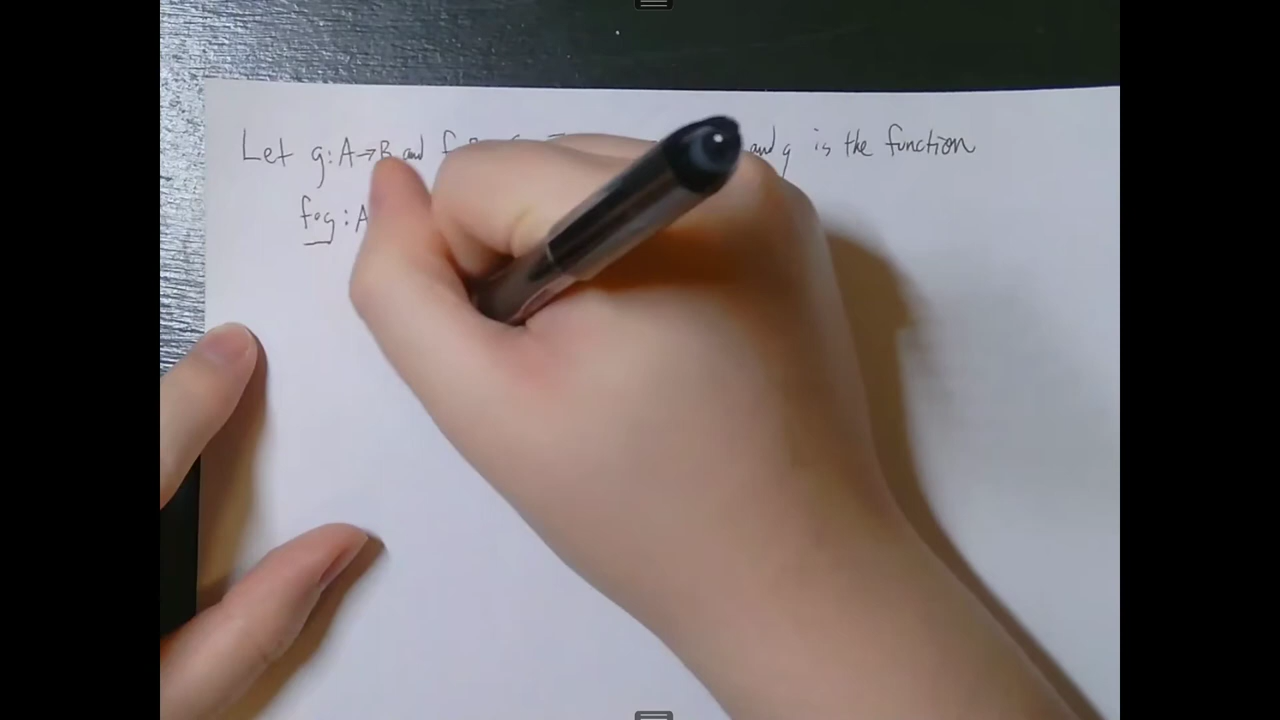 Let g: A→B and f and g is the function
f∘g: A